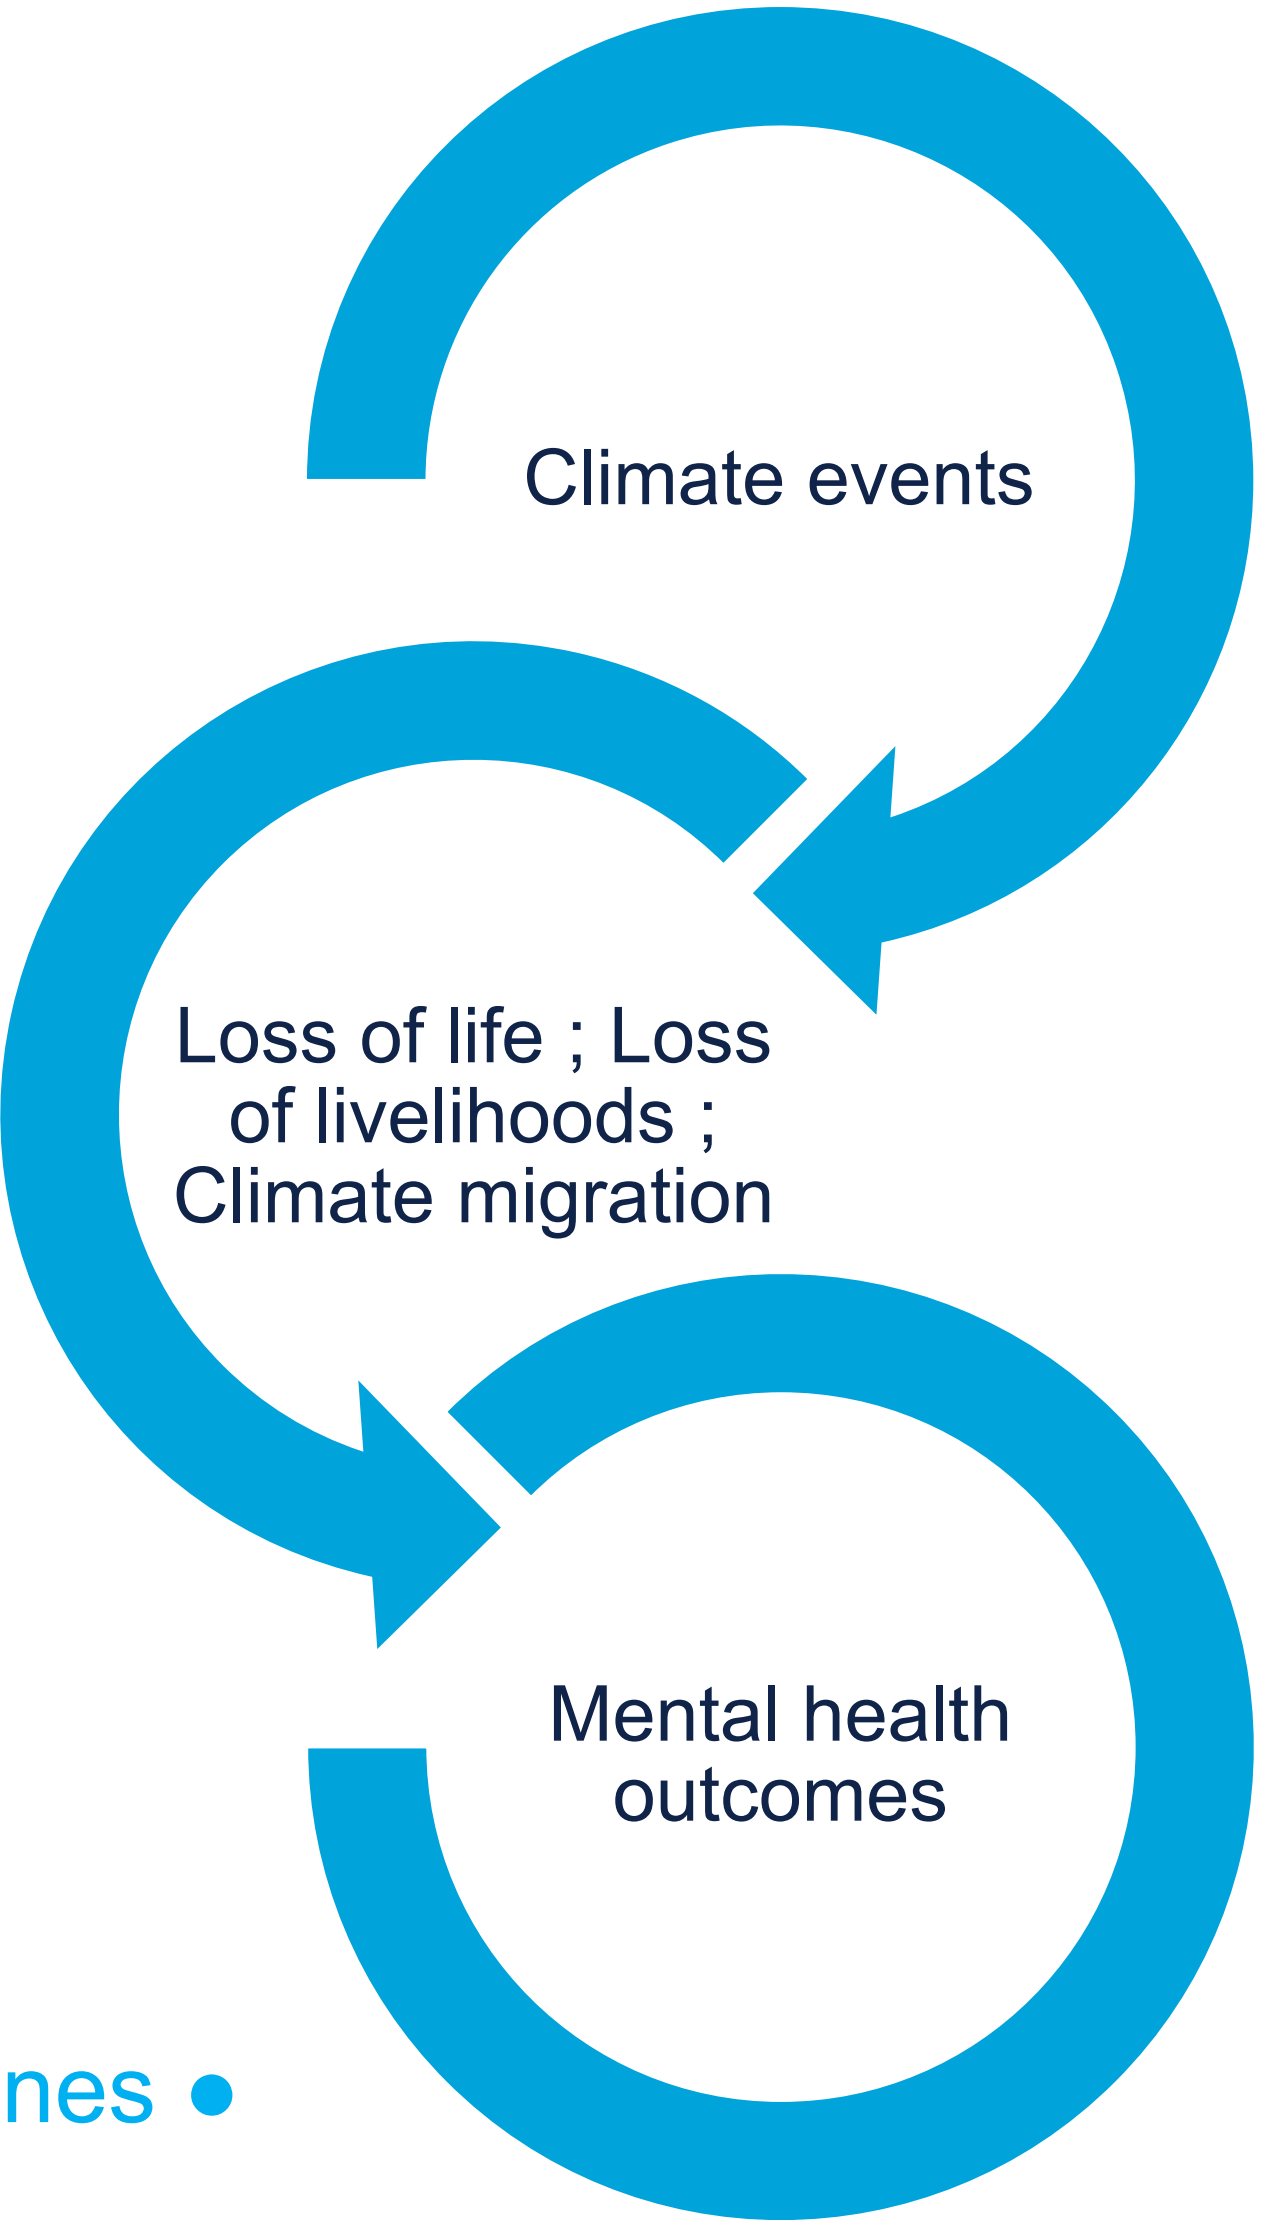 Climate events
Loss of life ; Loss
of livelihoods ;
Climate migration
Mental health
outcomes
nes •